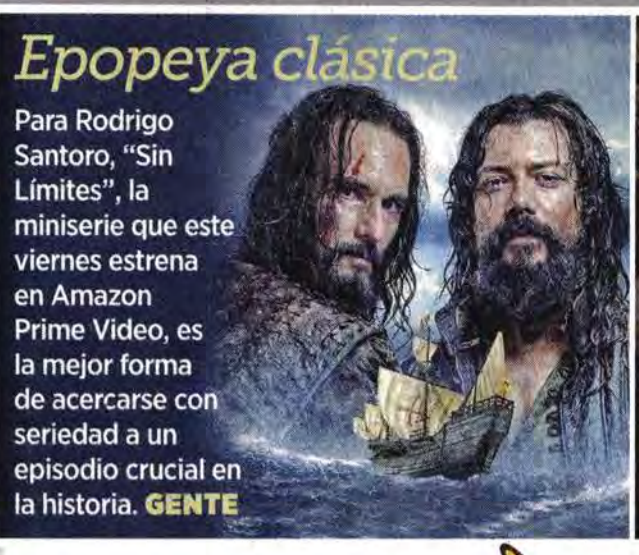 Epopeya clásica
Para Rodrigo
Santoro, “Sin
Límites”, la
miniserie que este
viernes estrena
en Amazon
Prime Video, es
la mejor forma
de acercarse con
seriedad a un
episodio crucial en
la historia. GENTE